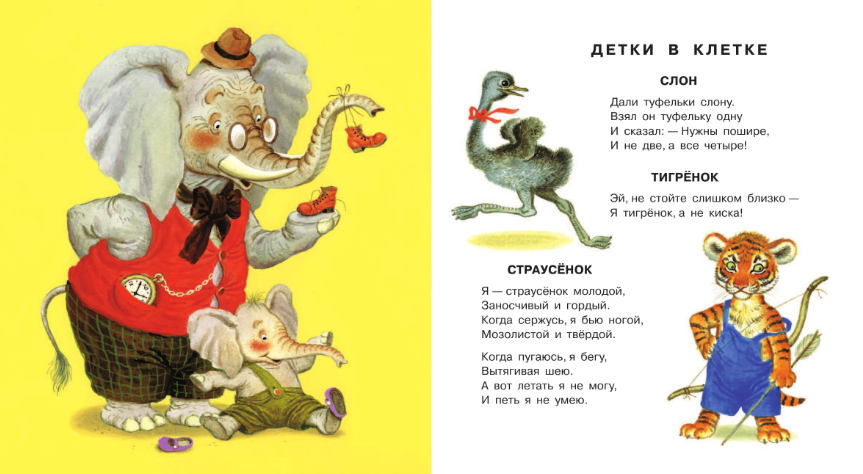 ДЕТКИ В КЛЕТКЕ
СЛОН
Дали туфельки слону.
Взял он туфельку одну
И сказал: — Нужны пошире,
И не две, а все четыре!
ТИГРЁНОК
Эй, не стойте слишком близко —
Я тигрёнок, а не киска!
СТРАУСЁНОК
Я — страусёнок молодой,
Заносчивый и гордый.
Когда сержусь, я бью ногой,
Мозолистой и твёрдой.
Когда пугаюсь, я бегу,
Вытягивая шею.
А вот летать я не могу,
И петь я не умею.